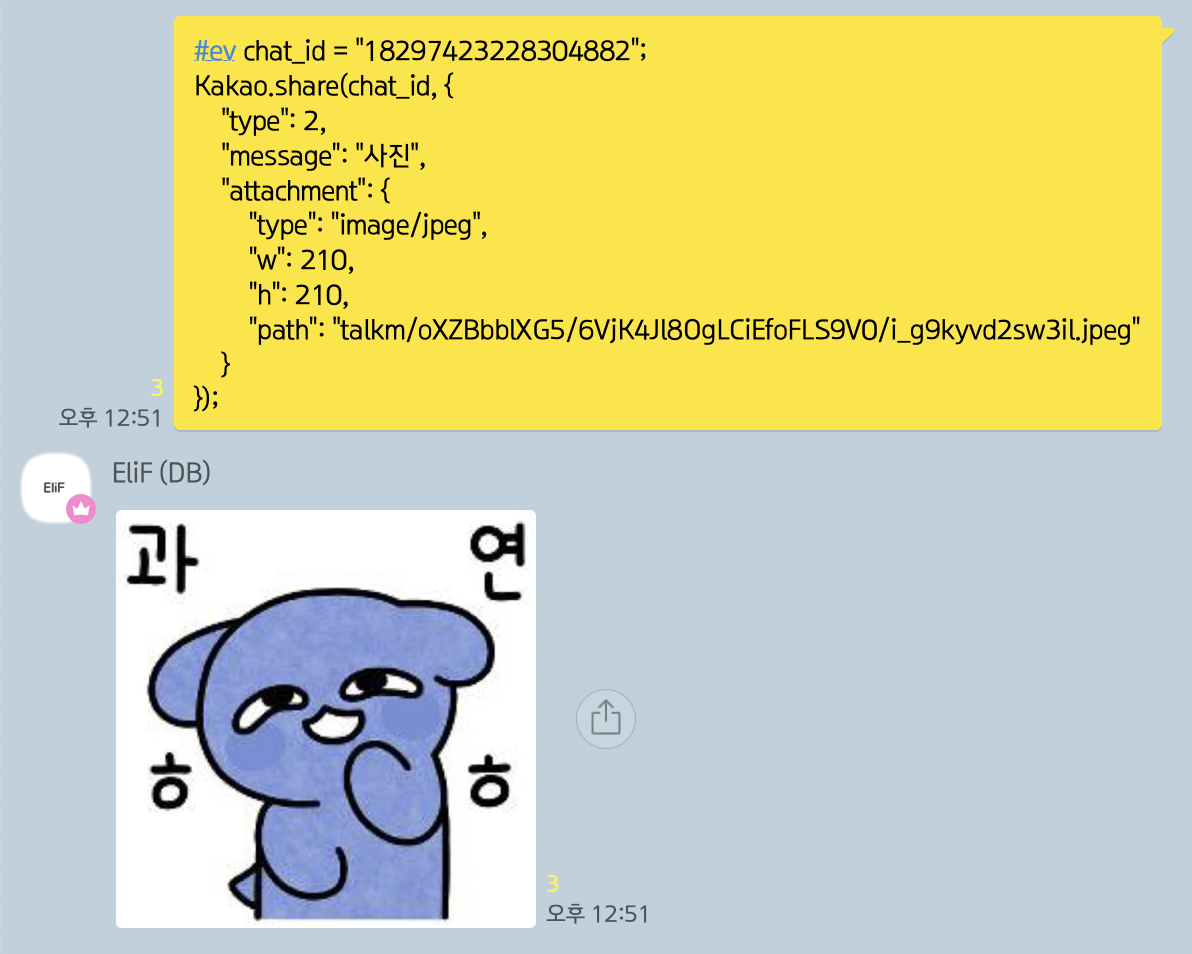 #ev chat_id = "18297423228304882";
Kakao.share(chat_id, {
"type": 2,
"message": "사진",
"attachment": {
"type": "image/jpeg",
"w": 210,
"h": 210,
"path": "talkm/oXZBbblXG5/6VjK4Jl8OgLCiEfoFLS9V0/i_g9kyvd2sw3il.jpeg"
}
});
3
오후 12:51
EliF
EliF (DB)
과 연
ㅎ ㅎ
3
오후 12:51